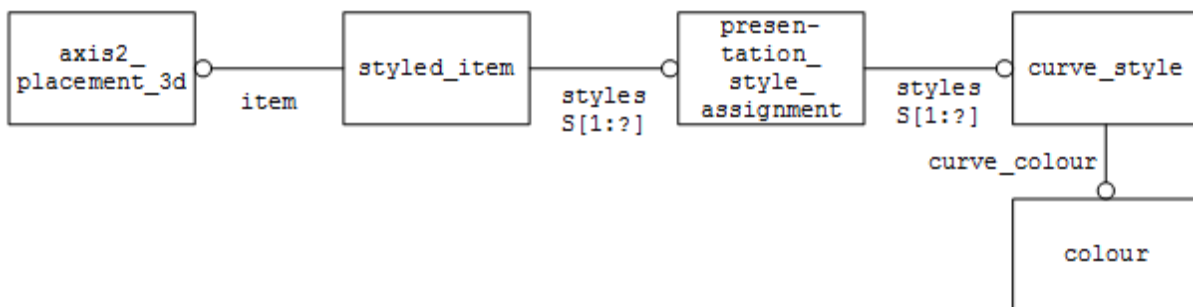 axis2_
placement_3d
item
styled_item
styles
S[1:?]
presen-
tation_
style_
assignment
styles
S[1:?]
curve_style
curve_colour
colour